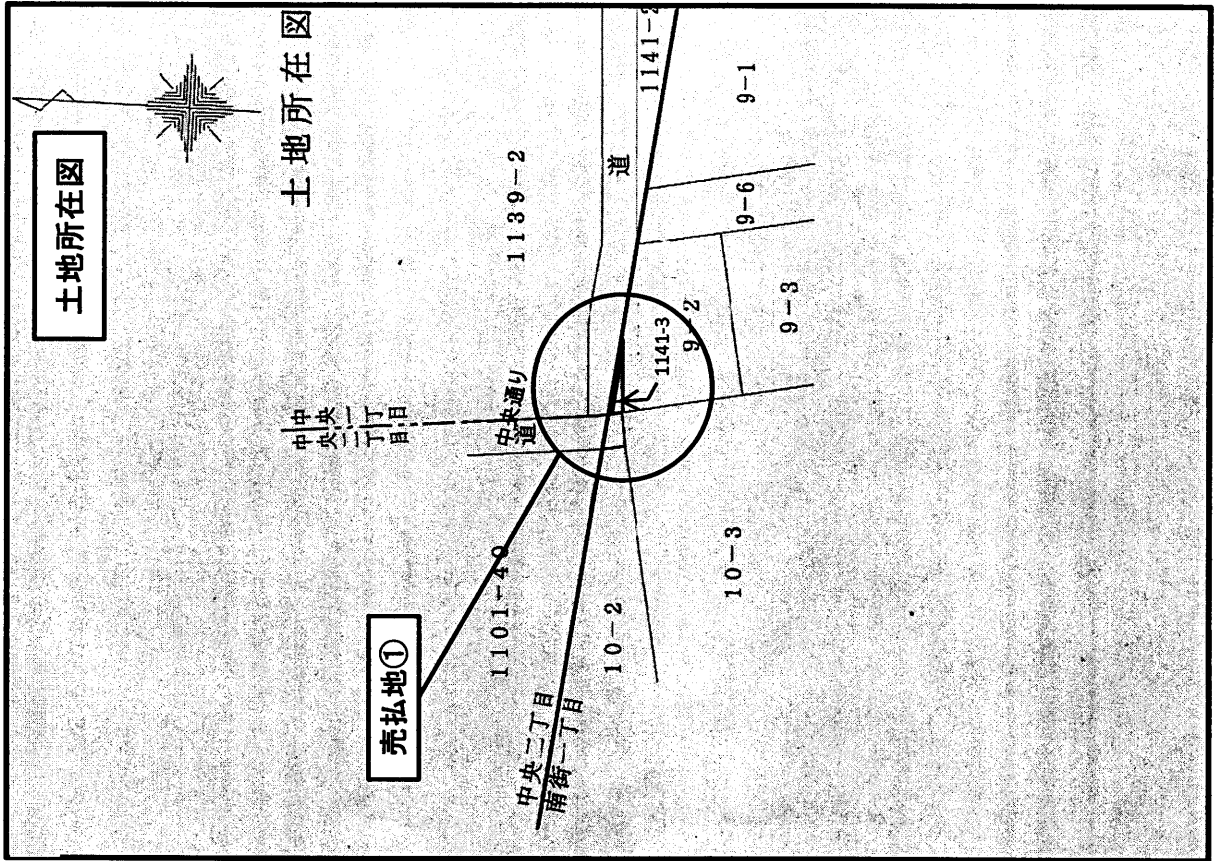 土地所在図
土地所在図
1139-2
道
1141-2
9-1
9-6
9-3
9-2
1141-3
中央一丁目
中央二丁目
中央通り
道
売払地①
1101-49
10-2
10-3
中央二丁目
南街一丁目